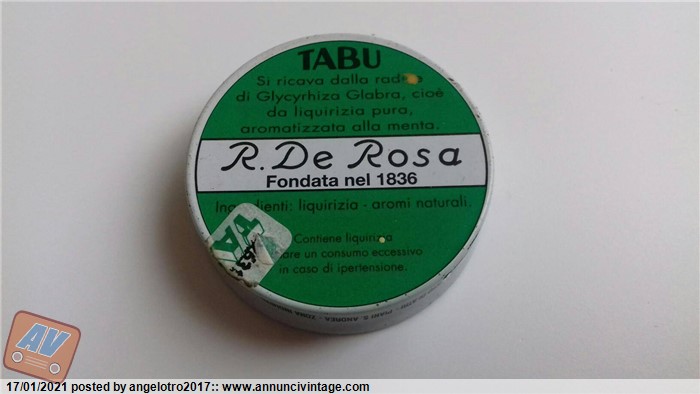 TABU
Si ricava dalla
di Glycyrhiza Glabra, cioè
da liquirizia pura,
aromatizzata alla menta.
R. De Rosa
Fondata nel 1836
liquirizia - aromi naturali.
Contiene liquirizia
un consumo eccessivo
in caso di ipertensione.
TA
AV
17/01/2021 posted by angelotro2017:: www.annuncivintage.com